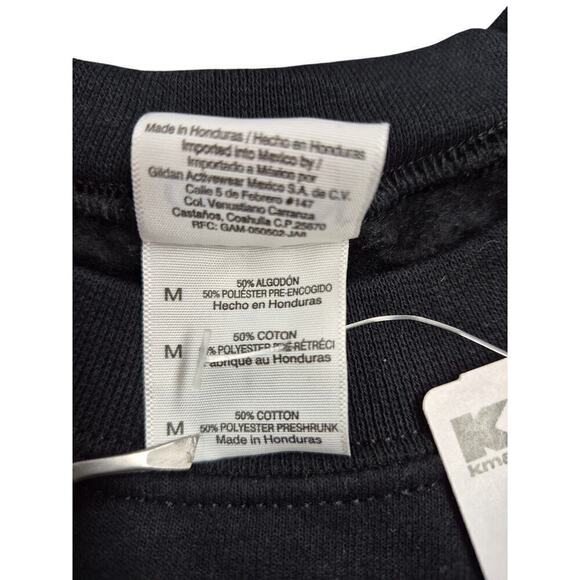 Made in Honduras / Hecho en Honduras
Imported into Mexico by: /
Importado a México por
Gildan Activewear Mexico S.A. de C.V.
Calle 5 de Febrero #147
Col. Venustiano Carranza
Castaños, Coahuila C.P. 25870
RFC: GAM-050502-JA8
50% ALGODÓN
M 50% POLIÉSTER PRE-ENCOGIDO
Hecho en Honduras
50% COTON
M % POLYESTER PRÉ-RÉTRÉCI
Fabriqué au Honduras
50% COTTON
M 50% POLYESTER PRESHRUNK
Made in Honduras
K